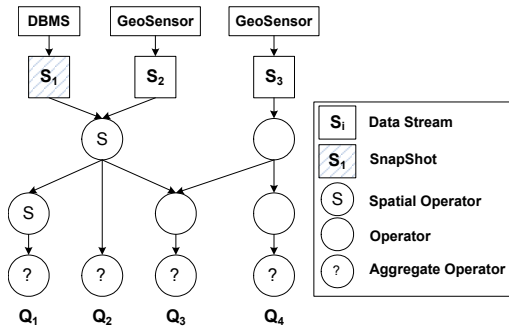 DBMS GeoSensor GeoSensor
S1 S2 S3
S
S
? ? ? ?
Q1 Q2 Q3 Q4
Si Data Stream
S1 SnapShot
S Spatial Operator
Operator
? Aggregate Operator